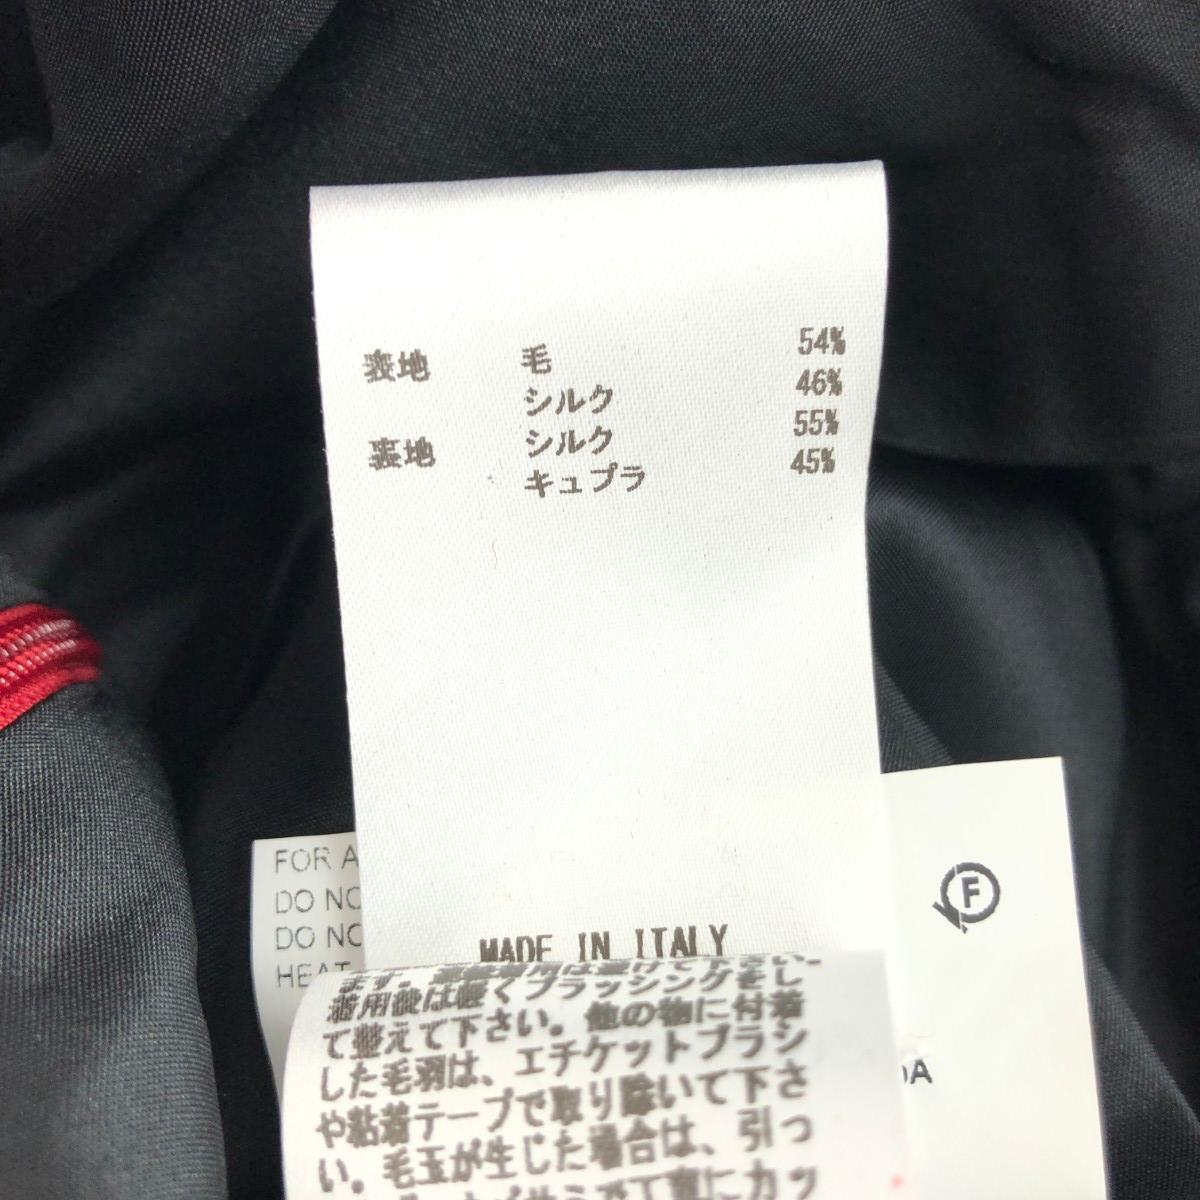 表地 毛 54%
シルク 46%
裏地 シルク 55%
キュプラ 45%
MADE IN ITALY
FOR A
DO NO
DO NO
HEAT
F
DA
着用後は軽くブラッシングをし
て整えて下さい。他の物に付着
した毛羽は、エチケットブラシ
や粘着テープで取り除いて下さ
い。毛玉が生じた場合は、引っ